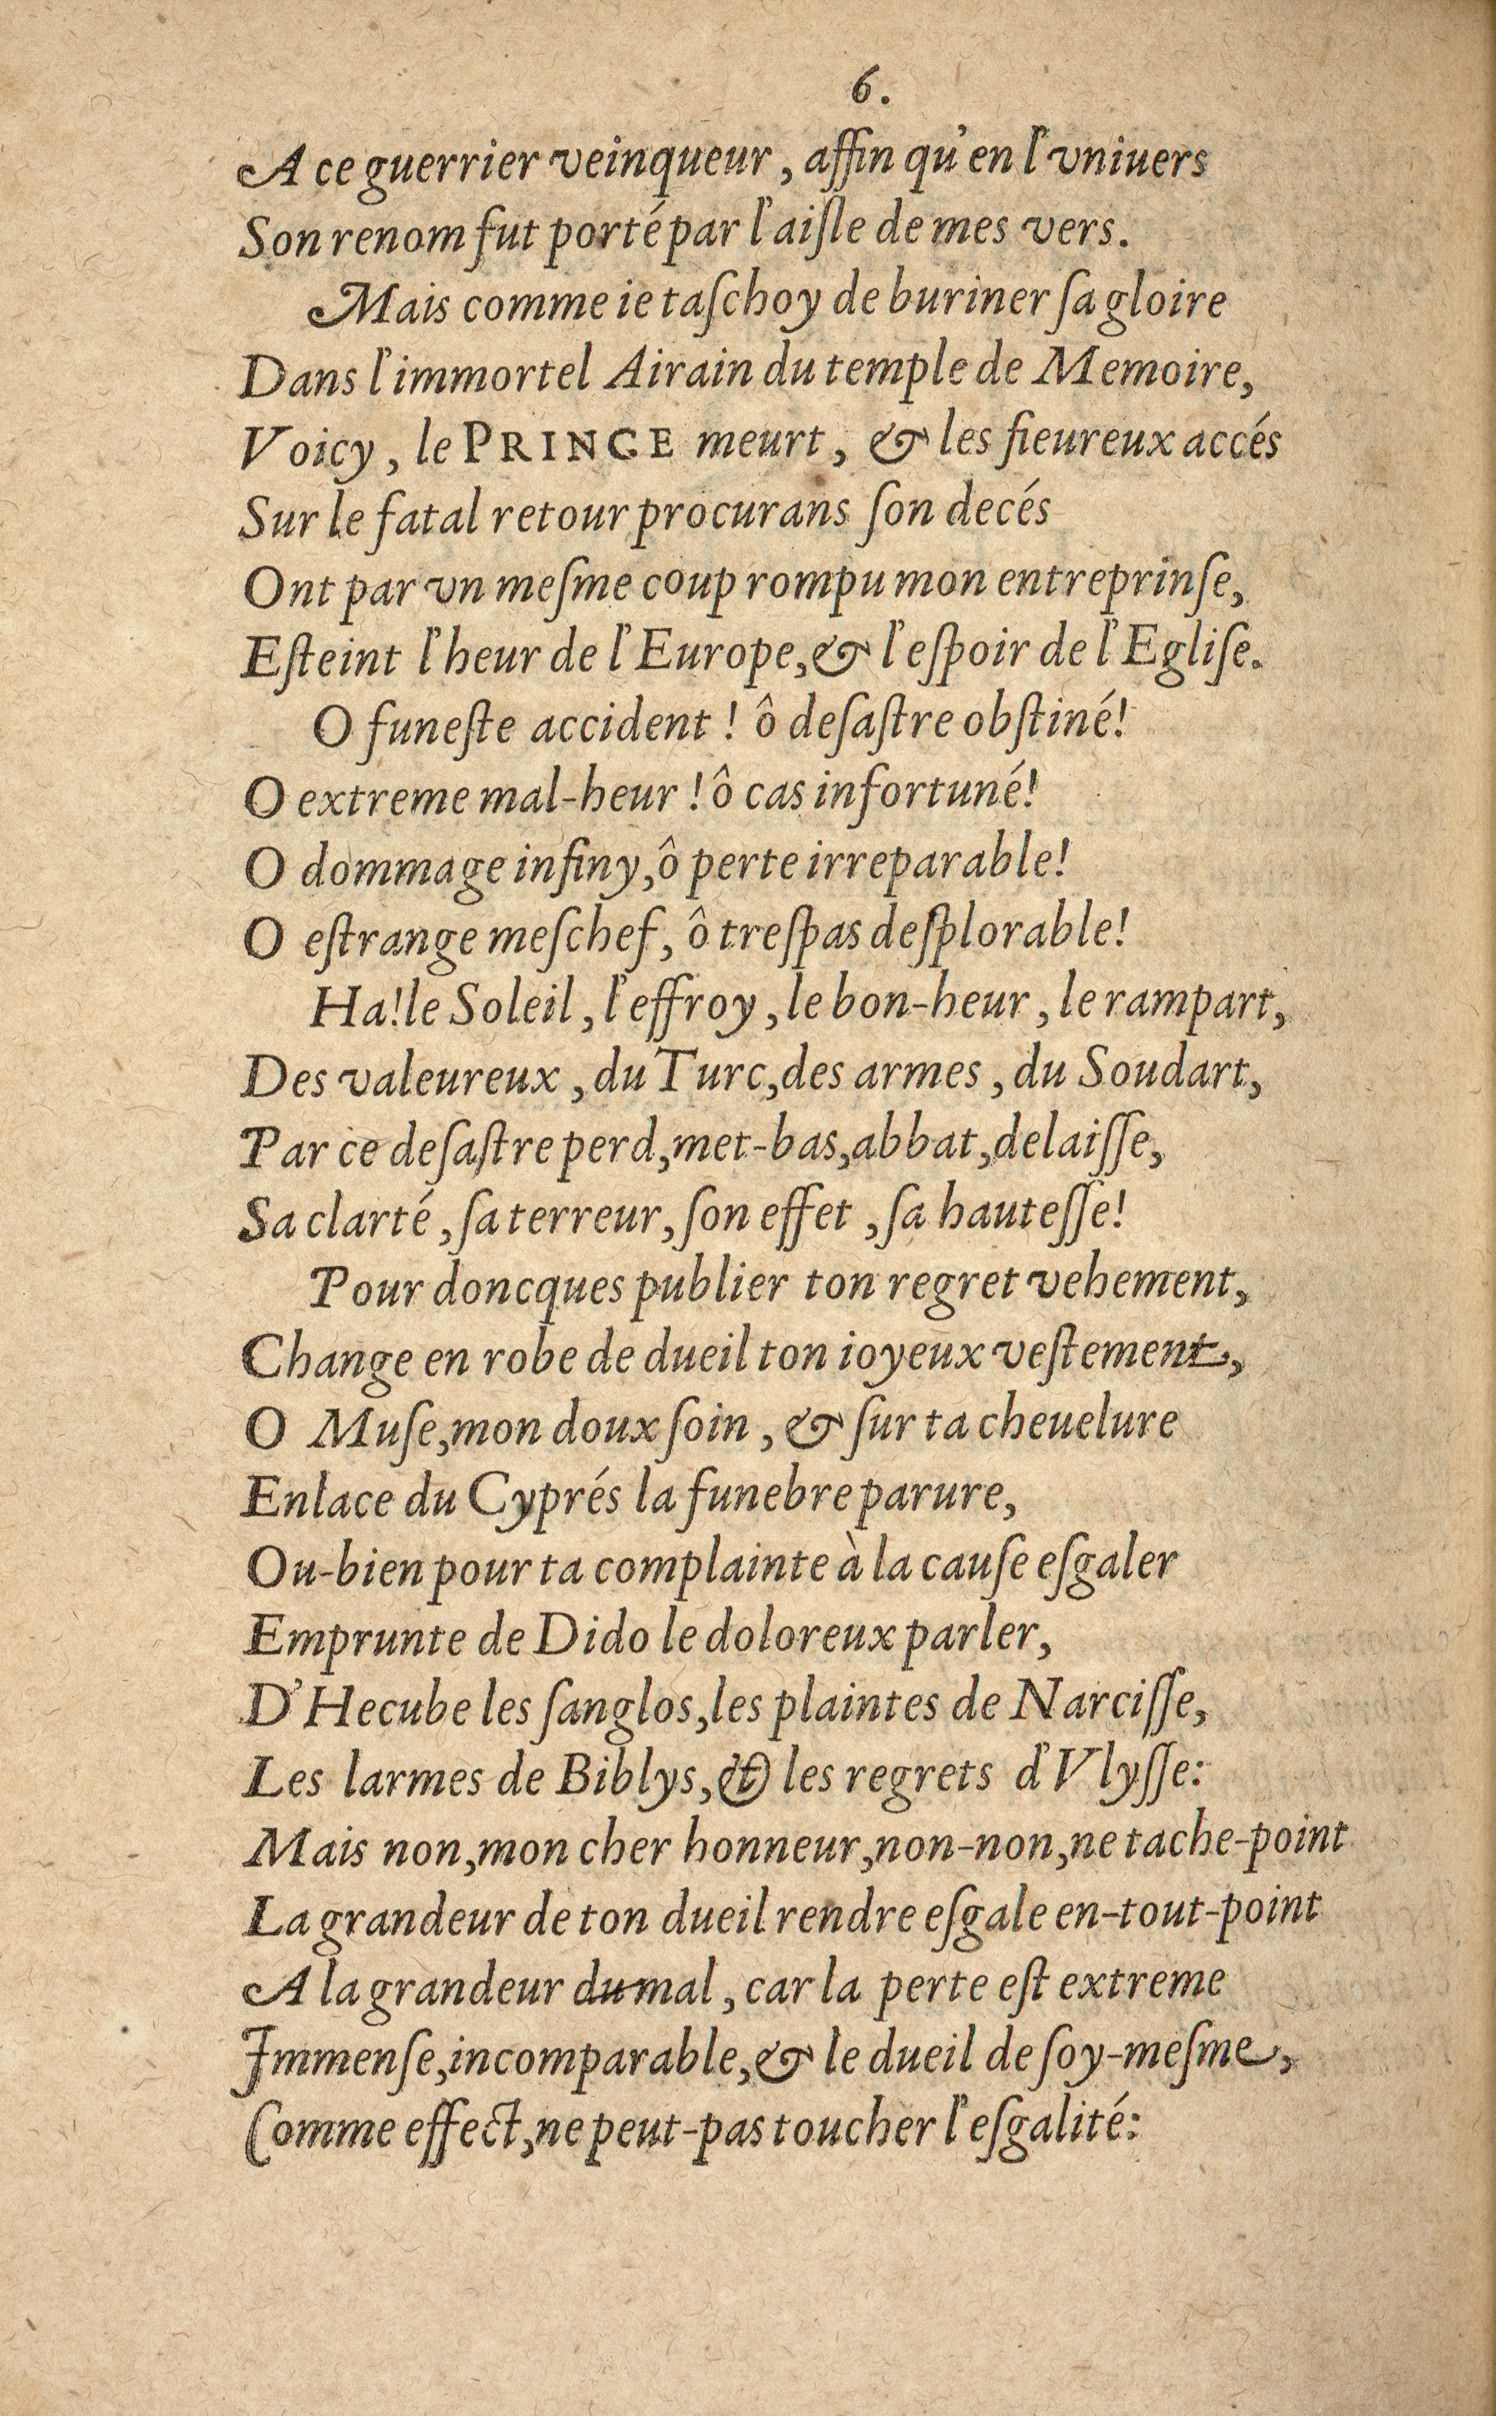 6.
A ce guerrier veinqueur, affin qu'en l'vniuers
Son renom fut porté par l'aiſle de mes vers.
Mais comme ie taſchoy de buriner ſa gloire
Dans l'immortel Airain du temple de Memoire,
Voicy, le PRINCE meurt, & les fieureux accés
Sur le fatal retour procurans ſon decés
Ont par vn meſme coup rompu mon entreprinſe,
Eſteint l'heur de l'Europe, & l'eſpoir de l'Egliſe.
O funeſte accident! ô deſaſtre obſtiné!
O extreme mal-heur! ô cas infortuné!
O dommage infiny, ô perte irreparable!
O eſtrange meſchef, ô treſpas deſplorable!
Ha! le Soleil, l'effroy, le bon-heur, le rampart,
Des valeureux, du Turc, des armes, du Soudart,
Par ce deſaſtre perd, met-bas, abbat, delaiſſe,
Sa clarté, ſa terreur, ſon effet, ſa hauteſſe!
Pour doncques publier ton regret vehement,
Change en robe de dueil ton ioyeux veſtement,
O Muſe, mon doux ſoin, & ſur ta cheuelure
Enlace du Cyprés la funebre parure,
Ou-bien pour ta complainte à la cauſe eſgaler
Emprunte de Dido le doloreux parler,
D'Hecube les ſanglos, les plaintes de Narciſſe,
Les larmes de Biblys, & les regrets d'Vlyſſe:
Mais non, mon cher honneur, non-non, ne tache-point
La grandeur de ton dueil rendre eſgale en-tout-point
A la grandeur du mal, car la perte eſt extreme
Immenſe, incomparable, & le dueil de ſoy-meſme,
Comme effect, ne peut-pas toucher l'eſgalité: